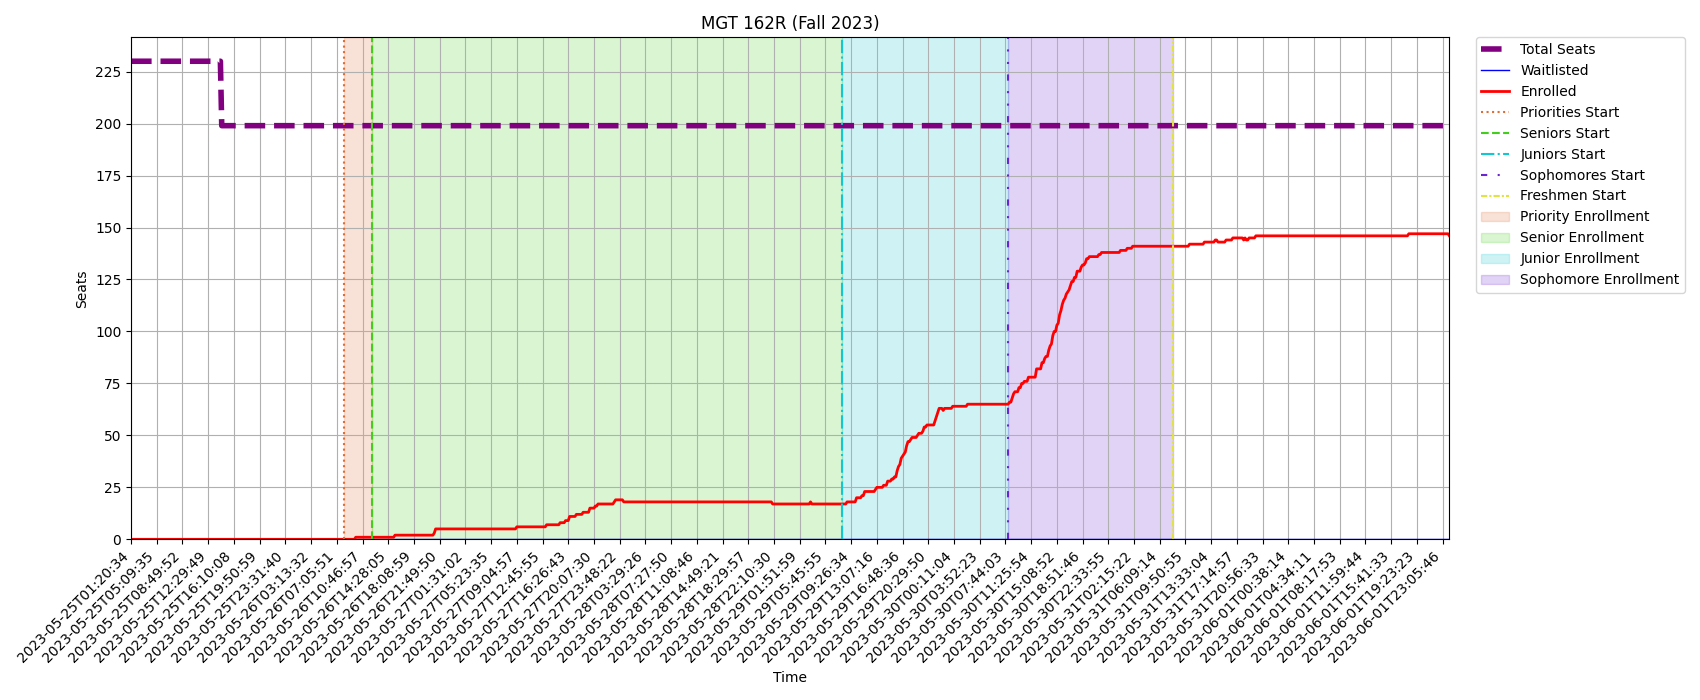 MGT 162R (Fall 2023)
Total Seats
Waitlisted
Enrolled
Priorities Start
Seniors Start
Juniors Start
Sophomores Start
Freshmen Start
Priority Enrollment
Senior Enrollment
Junior Enrollment
Sophomore Enrollment
Seats
225
200
175
150
125
100
75
50
25
0
2023-05-25T01:20:34
2023-05-25T05:09:35
2023-05-25T08:49:52
2023-05-25T12:29:49
2023-05-25T16:10:08
2023-05-25T19:50:59
2023-05-25T23:31:40
2023-05-26T03:13:32
2023-05-26T07:05:51
2023-05-26T10:46:57
2023-05-26T14:28:05
2023-05-26T18:08:59
2023-05-26T21:49:50
2023-05-27T01:31:02
2023-05-27T05:23:35
2023-05-27T09:04:57
2023-05-27T12:45:55
2023-05-27T16:26:43
2023-05-27T20:07:30
2023-05-27T23:48:22
2023-05-28T03:29:26
2023-05-28T07:27:50
2023-05-28T11:08:46
2023-05-28T14:49:21
2023-05-28T18:29:57
2023-05-28T22:10:30
2023-05-29T01:51:59
2023-05-29T05:45:55
2023-05-29T09:26:34
2023-05-29T13:07:16
2023-05-29T16:48:36
2023-05-29T20:29:50
2023-05-30T00:11:04
2023-05-30T03:52:23
2023-05-30T07:44:03
2023-05-30T11:25:54
2023-05-30T15:08:52
2023-05-30T18:51:46
2023-05-30T22:33:55
2023-05-31T02:15:22
2023-05-31T06:09:14
2023-05-31T09:50:55
2023-05-31T13:33:04
2023-05-31T17:14:57
2023-05-31T20:56:33
2023-06-01T00:38:14
2023-06-01T04:34:11
2023-06-01T08:17:53
2023-06-01T11:59:44
2023-06-01T15:41:33
2023-06-01T19:23:23
2023-06-01T23:05:46
Time